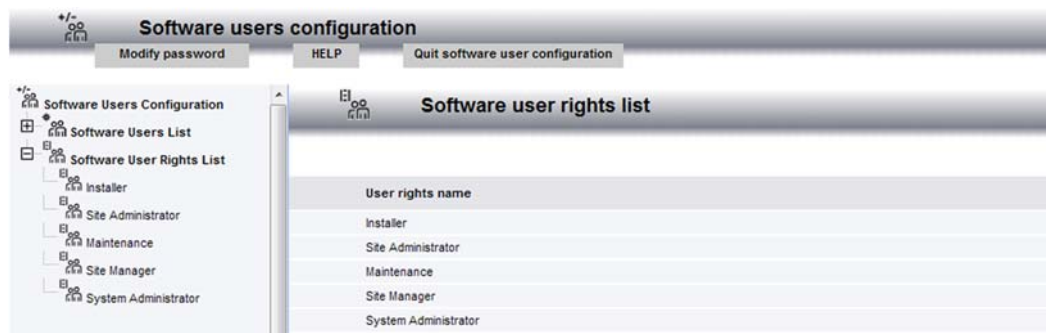 Software users configuration
Modify password
HELP
Quit software user configuration
Software Users Configuration
Software Users List
Software User Rights List
Installer
Site Administrator
Maintenance
Site Manager
System Administrator
Software user rights list
User rights name
Installer
Site Administrator
Maintenance
Site Manager
System Administrator